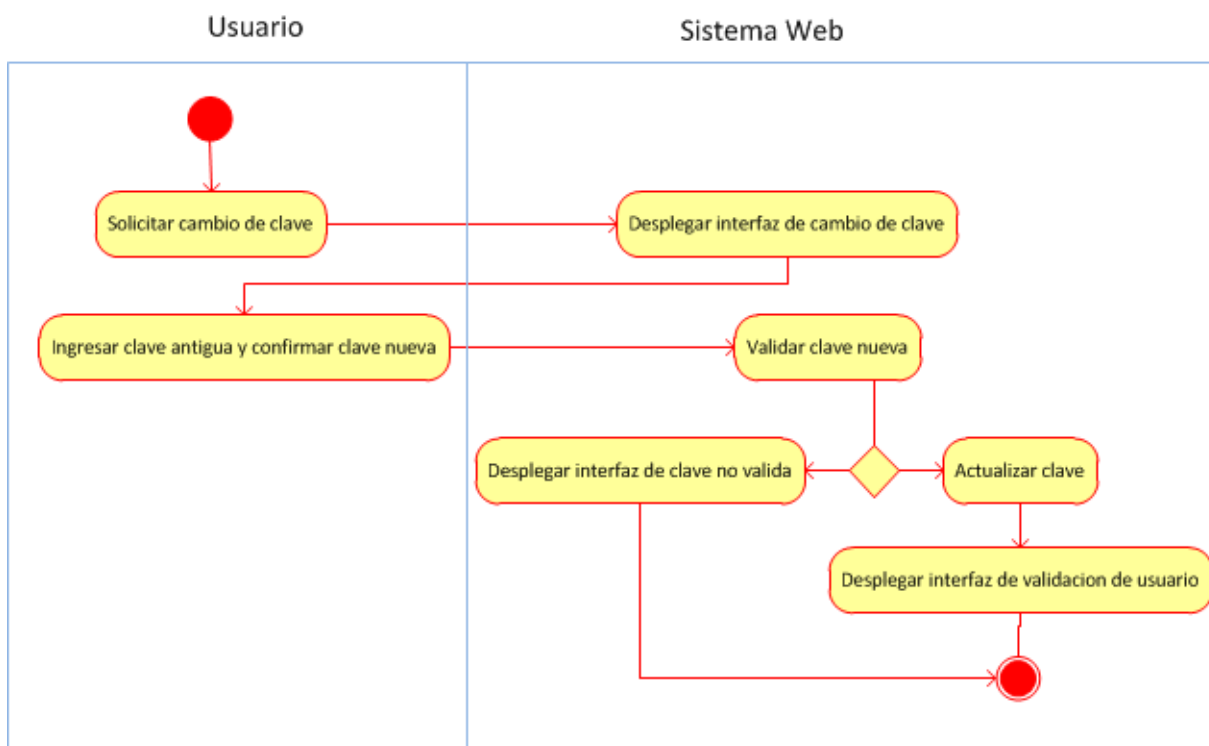 Usuario
Sistema Web
Solicitar cambio de clave
Desplegar interfaz de cambio de clave
Ingresar clave antigua y confirmar clave nueva
Validar clave nueva
Desplegar interfaz de clave no valida
Actualizar clave
Desplegar interfaz de validacion de usuario